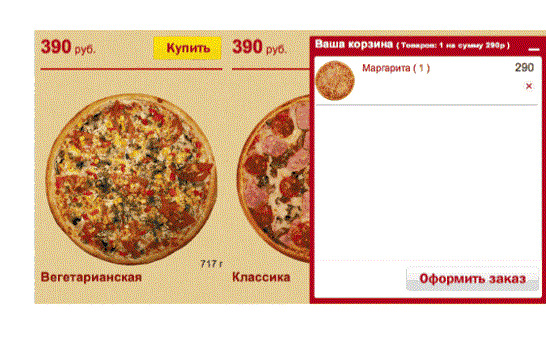 390 руб.
Купить
717 г
Вегетарианская
390 руб.
Классика
Ваша корзина ( Товаров: 1 на сумму 290р )
Маргарита ( 1 )
290
×
Оформить заказ